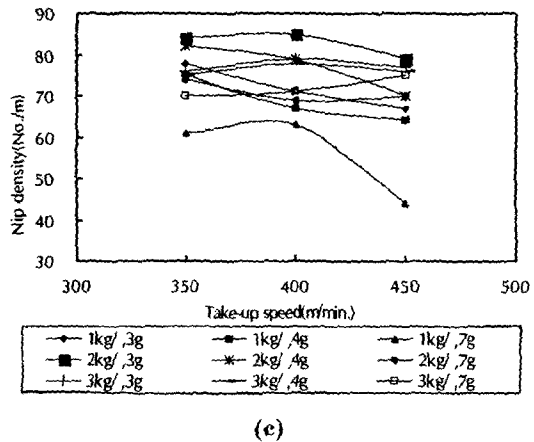 90
80
70
60
50
40
30
300 350 400 450 500
Nip density(No./m)
Take-up speed(m/min.)
1kg/ ,3g 1kg/ ,4g 1kg/ ,7g
2kg/ ,3g 2kg/ ,4g 2kg/ ,7g
3kg/ ,3g 3kg/ ,4g 3kg/ ,7g
(c)